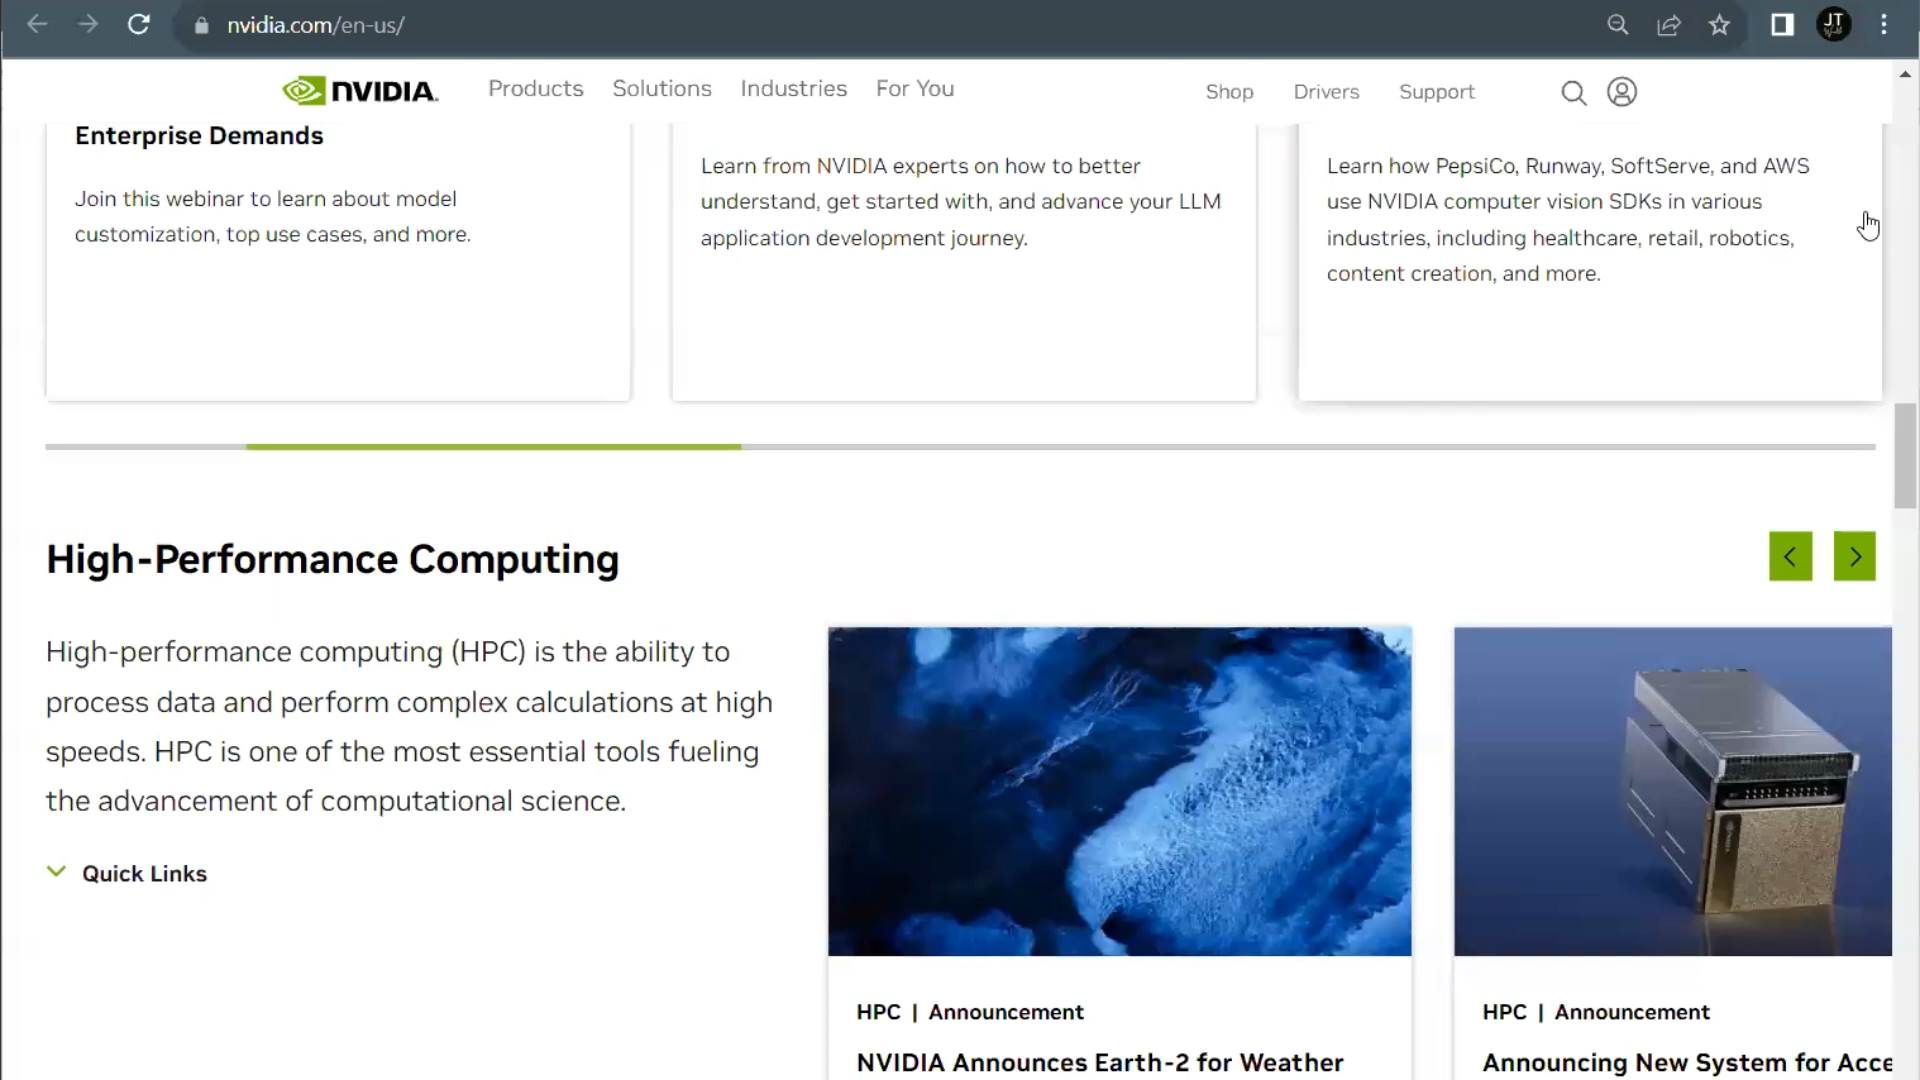 nvidia.com/en-us/
JT
NVIDIA.
Products
Solutions
Industries
For You
Shop
Drivers
Support
Enterprise Demands
Join this webinar to learn about model
customization, top use cases, and more.
Learn from NVIDIA experts on how to better
understand, get started with, and advance your LLM
application development journey.
Learn how PepsiCo, Runway, SoftServe, and AWS
use NVIDIA computer vision SDKs in various
industries, including healthcare, retail, robotics,
content creation, and more.
High-Performance Computing
High-performance computing (HPC) is the ability to
process data and perform complex calculations at high
speeds. HPC is one of the most essential tools fueling
the advancement of computational science.
Quick Links
HPC | Announcement
NVIDIA Announces Earth-2 for Weather
HPC | Announcement
Announcing New System for Acce